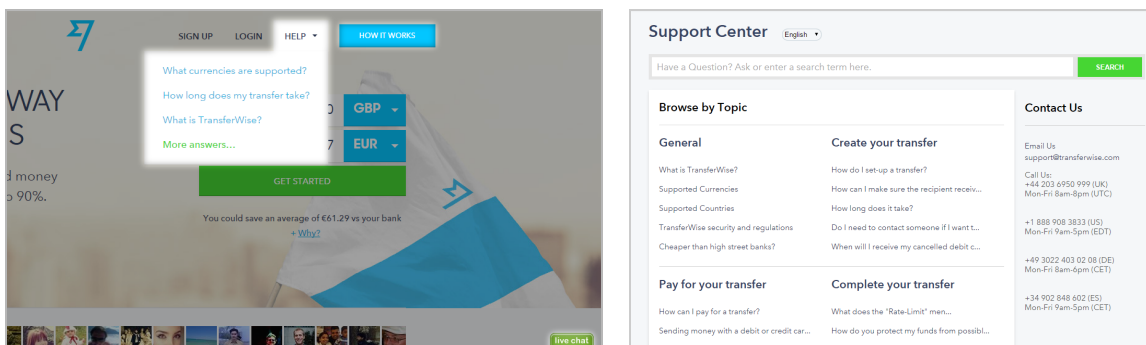 SIGN UP LOGIN HELP HOW IT WORKS
What currencies are supported?
How long does my transfer take?
What is TransferWise?
More answers...
WAY
S
0 GBP
7 EUR
d money
o 90%.
GET STARTED
You could save an average of €61.29 vs your bank
+ Why?
live chat
Support Center English
Have a Question? Ask or enter a search term here. SEARCH
Browse by Topic
General
What is TransferWise?
Supported Currencies
Supported Countries
TransferWise security and regulations
Cheaper than high street banks?
Create your transfer
How do I set-up a transfer?
How can I make sure the recipient receiv...
How long does it take?
Do I need to contact someone if I want t...
When will I receive my cancelled debit c...
Pay for your transfer
How can I pay for a transfer?
Sending money with a debit or credit car...
Complete your transfer
What does the "Rate-Limit" men...
How do you protect my funds from possibl...
Contact Us
Email Us
support@transferwise.com
Call Us:
+44 203 6950 999 (UK)
Mon-Fri 8am-8pm (UTC)
+1 888 908 3833 (US)
Mon-Fri 9am-5pm (EDT)
+49 3022 403 02 08 (DE)
Mon-Fri 8am-6pm (CET)
+34 902 848 602 (ES)
Mon-Fri 9am-5pm (CET)